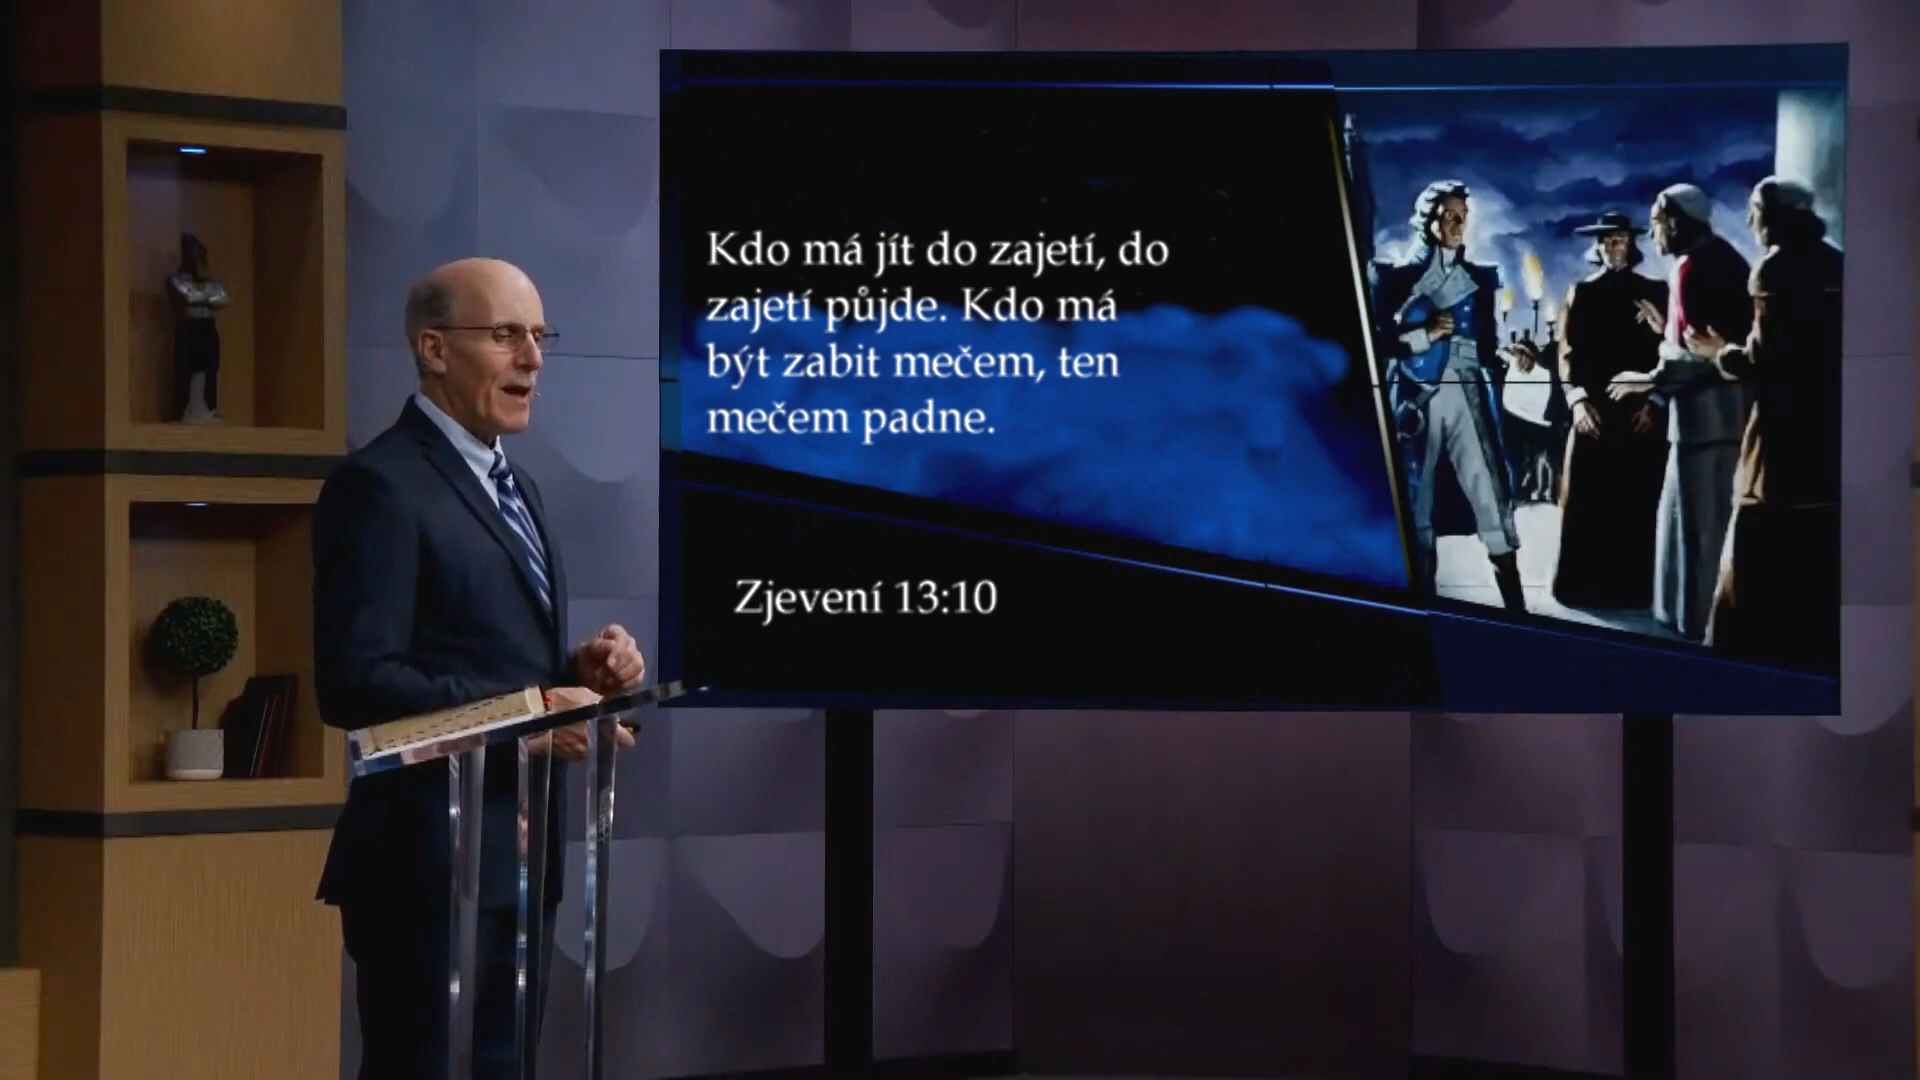 Kdo má jít do zajetí, do
zajetí půjde. Kdo má
být zabit mečem, ten
mečem padne.
Zjevení 13:10